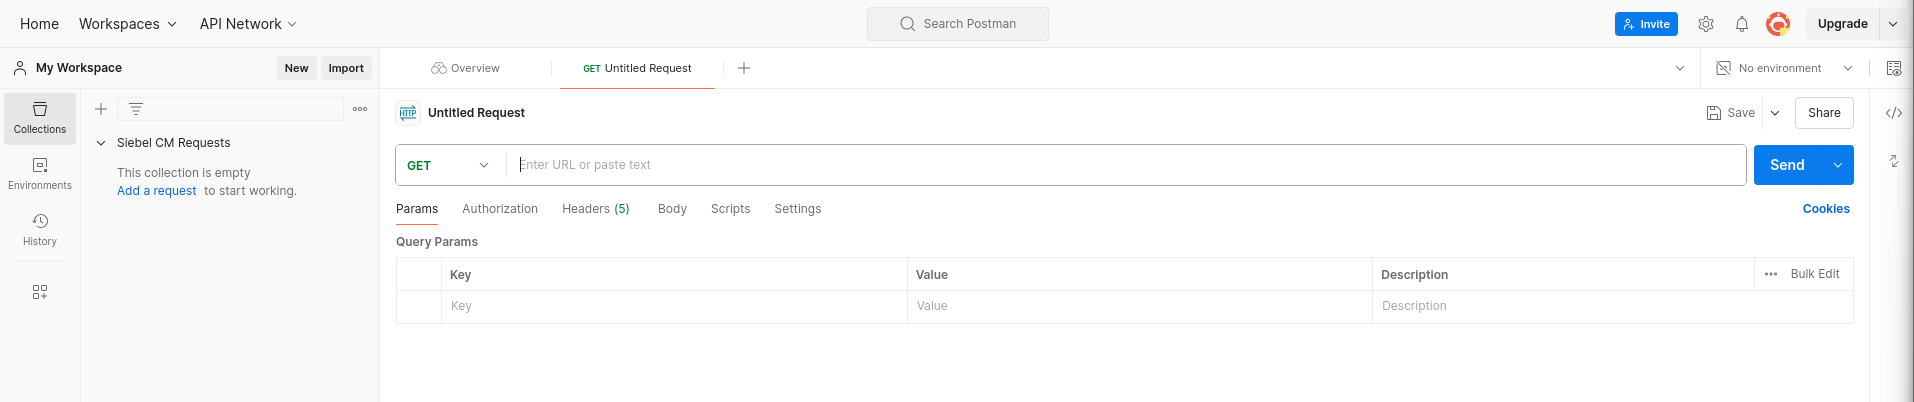 Home Workspaces API Network Search Postman Invite Upgrade
My Workspace New Import Overview GET Untitled Request No environment
Collections
Environments
History
Siebel CM Requests
This collection is empty
Add a request to start working.
HTTP Untitled Request Save Share
GET Enter URL or paste text Send
Params Authorization Headers (5) Body Scripts Settings Cookies
Query Params
Key Value Description Bulk Edit
Key Value Description